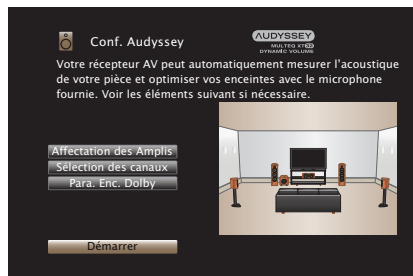 Conf. Audyssey
AUDYSSEY
MULTEQ XT32
DYNAMIC VOLUME
Votre récepteur AV peut automatiquement mesurer l'acoustique
de votre pièce et optimiser vos enceintes avec le microphone
fournie. Voir les éléments suivant si nécessaire.
Affectation des Amplis
Sélection des canaux
Para. Enc. Dolby
Démarrer